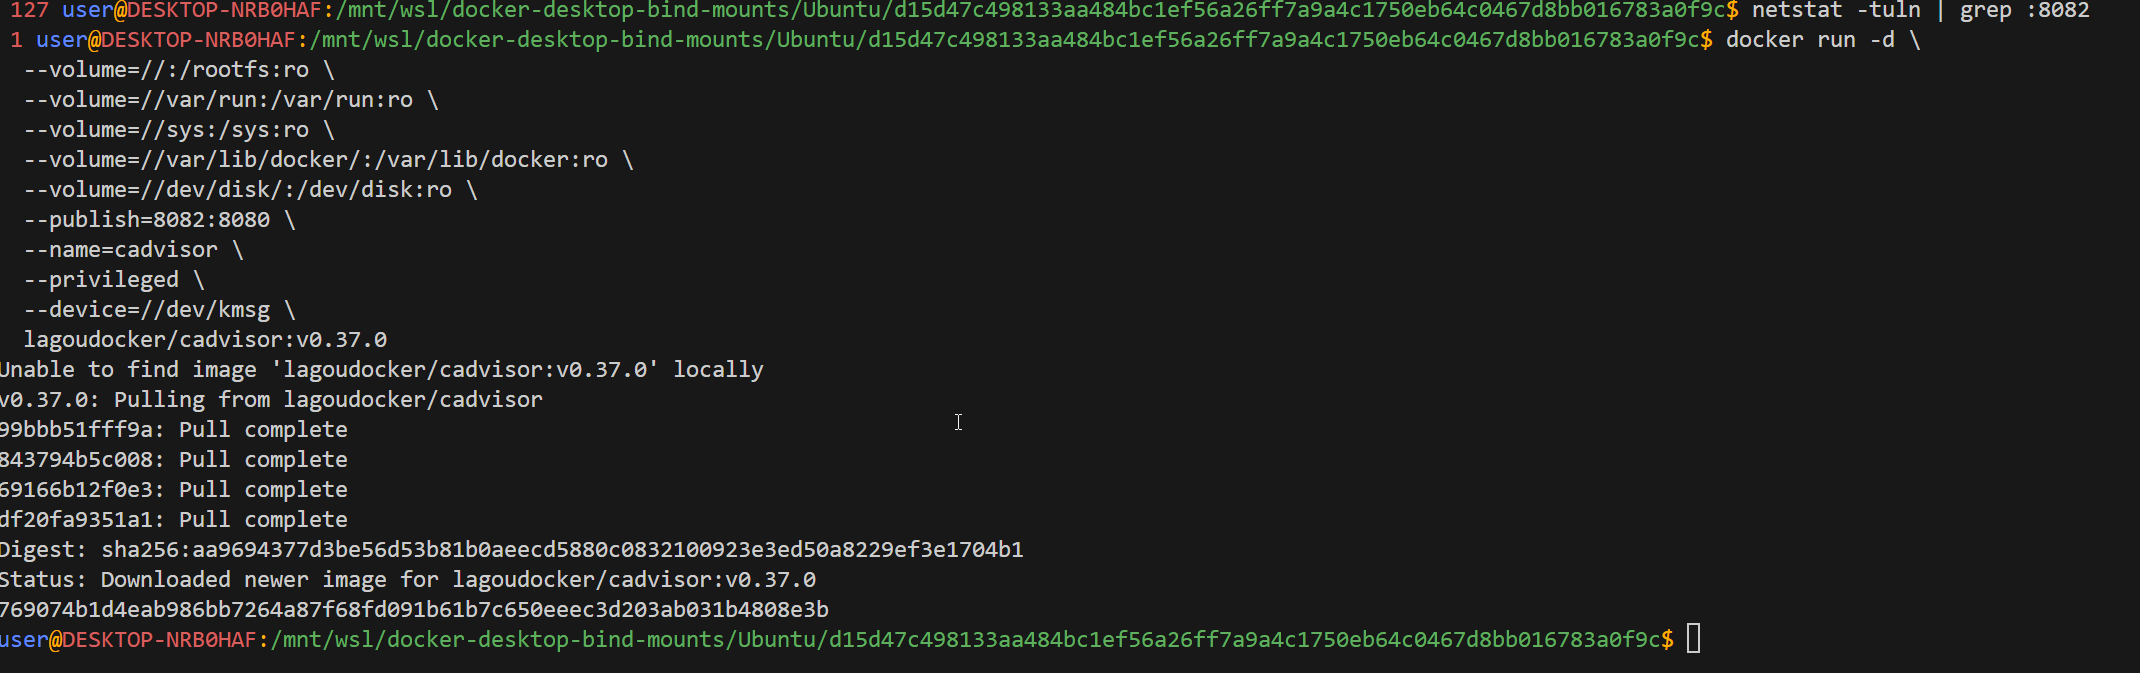 127 user@DESKTOP-NRB0HAF:/mnt/wsl/docker-desktop-bind-mounts/Ubuntu/d15d47c498133aa484bc1ef56a26ff7a9a4c1750eb64c0467d8bb016783a0f9c$ netstat -tuln | grep :8082
1 user@DESKTOP-NRB0HAF:/mnt/wsl/docker-desktop-bind-mounts/Ubuntu/d15d47c498133aa484bc1ef56a26ff7a9a4c1750eb64c0467d8bb016783a0f9c$ docker run -d \
  --volume=//:/rootfs:ro \
  --volume=//var/run:/var/run:ro \
  --volume=//sys:/sys:ro \
  --volume=//var/lib/docker/:/var/lib/docker:ro \
  --volume=//dev/disk/:/dev/disk:ro \
  --publish=8082:8080 \
  --name=cadvisor \
  --privileged \
  --device=//dev/kmsg \
  lagoudocker/cadvisor:v0.37.0
Unable to find image 'lagoudocker/cadvisor:v0.37.0' locally
v0.37.0: Pulling from lagoudocker/cadvisor
99bbb51fff9a: Pull complete
843794b5c008: Pull complete
69166b12f0e3: Pull complete
df20fa9351a1: Pull complete
Digest: sha256:aa9694377d3be56d53b81b0aeecd5880c0832100923e3ed50a8229ef3e1704b1
Status: Downloaded newer image for lagoudocker/cadvisor:v0.37.0
769074b1d4eab986bb7264a87f68fd091b61b7c650eeec3d203ab031b4808e3b
user@DESKTOP-NRB0HAF:/mnt/wsl/docker-desktop-bind-mounts/Ubuntu/d15d47c498133aa484bc1ef56a26ff7a9a4c1750eb64c0467d8bb016783a0f9c$